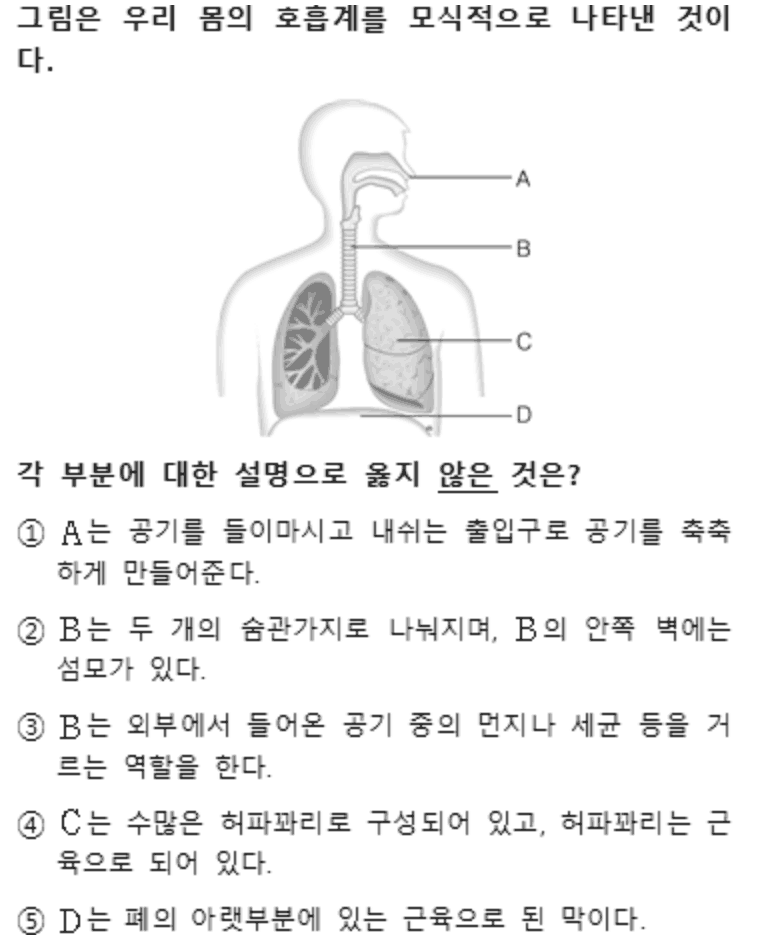 그림은 우리 몸의 호흡계를 모식적으로 나타낸 것이
다.
A
B
C
D
각 부분에 대한 설명으로 옳지 않은 것은?
① A는 공기를 들이마시고 내쉬는 출입구로 공기를 축축
하게 만들어준다.
② B는 두 개의 숨관가지로 나눠지며, B의 안쪽 벽에는
섬모가 있다.
③ B는 외부에서 들어온 공기 중의 먼지나 세균 등을 거
르는 역할을 한다.
④ C는 수많은 허파꽈리로 구성되어 있고, 허파꽈리는 근
육으로 되어 있다.
⑤ D는 폐의 아랫부분에 있는 근육으로 된 막이다.